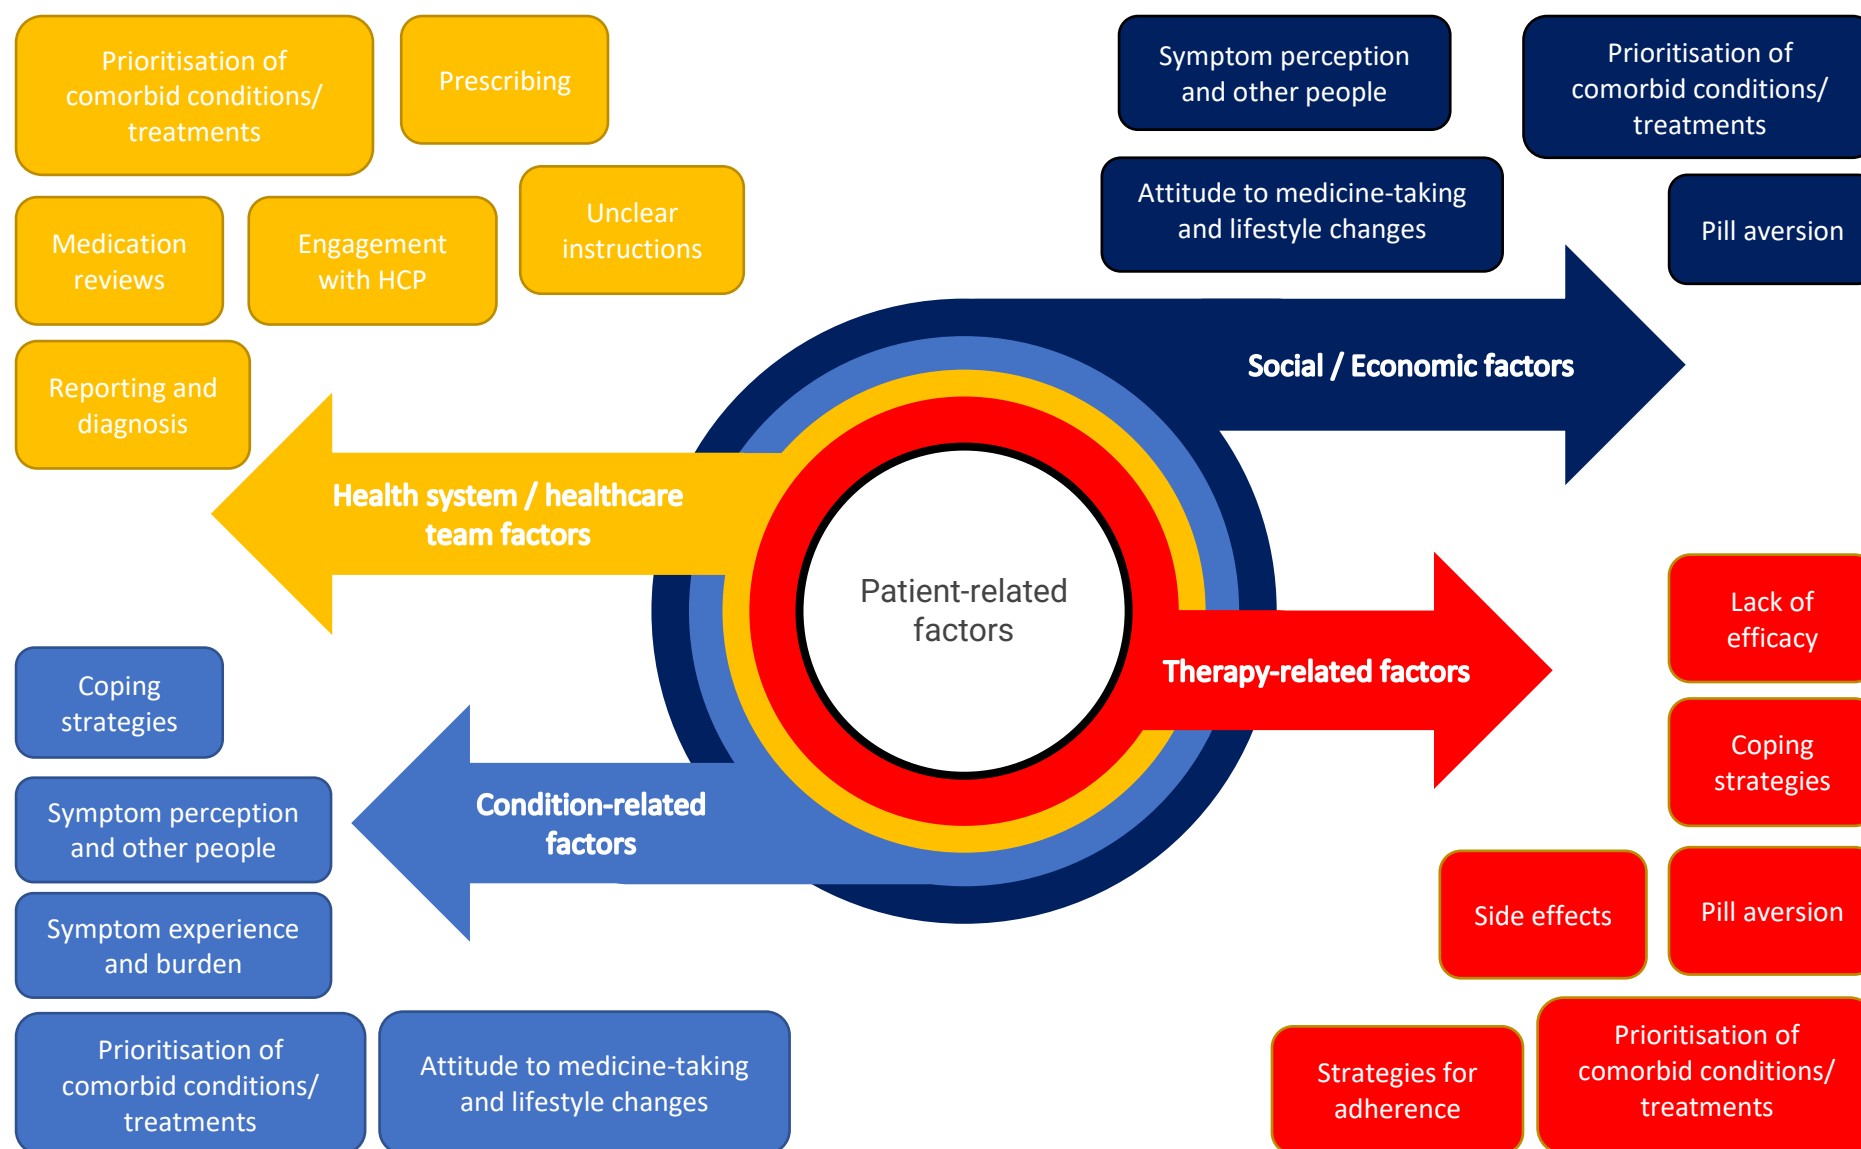 Prioritisation of
comorbid conditions/
treatments
Prescribing
Medication
reviews
Engagement
with HCP
Unclear
instructions
Reporting and
diagnosis
Health system / healthcare
team factors
Symptom perception
and other people
Prioritisation of
comorbid conditions/
treatments
Attitude to medicine-taking
and lifestyle changes
Pill aversion
Social / Economic factors
Patient-related
factors
Coping
strategies
Symptom perception
and other people
Symptom experience
and burden
Prioritisation of
comorbid conditions/
treatments
Attitude to medicine-taking
and lifestyle changes
Condition-related
factors
Therapy-related factors
Lack of
efficacy
Coping
strategies
Side effects
Pill aversion
Strategies for
adherence
Prioritisation of
comorbid conditions/
treatments